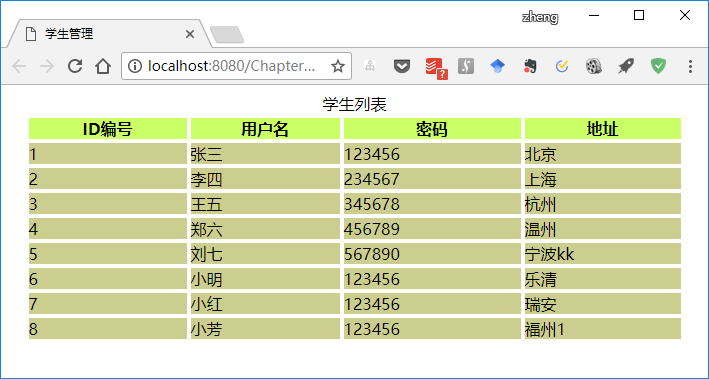 zheng
学生管理
localhost:8080/Chapter...
?
学生列表
ID编号 用户名 密码 地址
1 张三 123456 北京
2 李四 234567 上海
3 王五 345678 杭州
4 郑六 456789 温州
5 刘七 567890 宁波kk
6 小明 123456 乐清
7 小红 123456 瑞安
8 小芳 123456 福州1